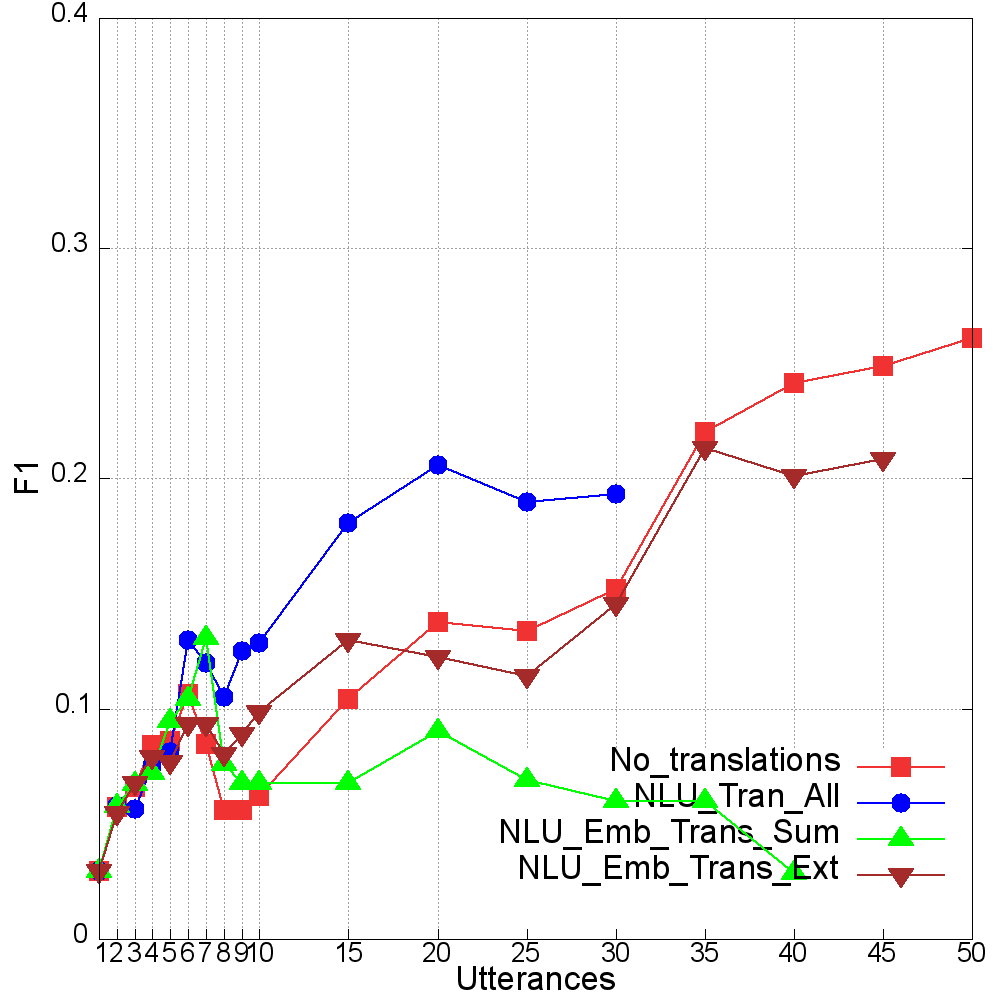 0.4
0.3
0.2
0.1
0
F1
1 2 3 4 5 6 7 8 9 10 15 20 25 30 35 40 45 50
Utterances
No_translations
NLU_Tran_All
NLU_Emb_Trans_Sum
NLU_Emb_Trans_Ext